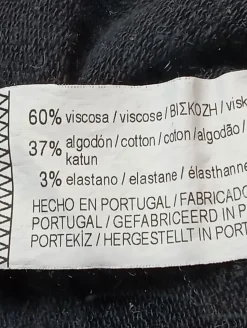 60% viscosa / viscose / ΒΙΣΚΟΖΗ / visk
37% algodón / cotton / coton / algodão /
katun
3% elastano / elastane / élasthanne
HECHO EN PORTUGAL / FABRICADO
PORTUGAL / GEFABRICEERD IN P
PORTEKİZ / HERGESTELLT IN PORT